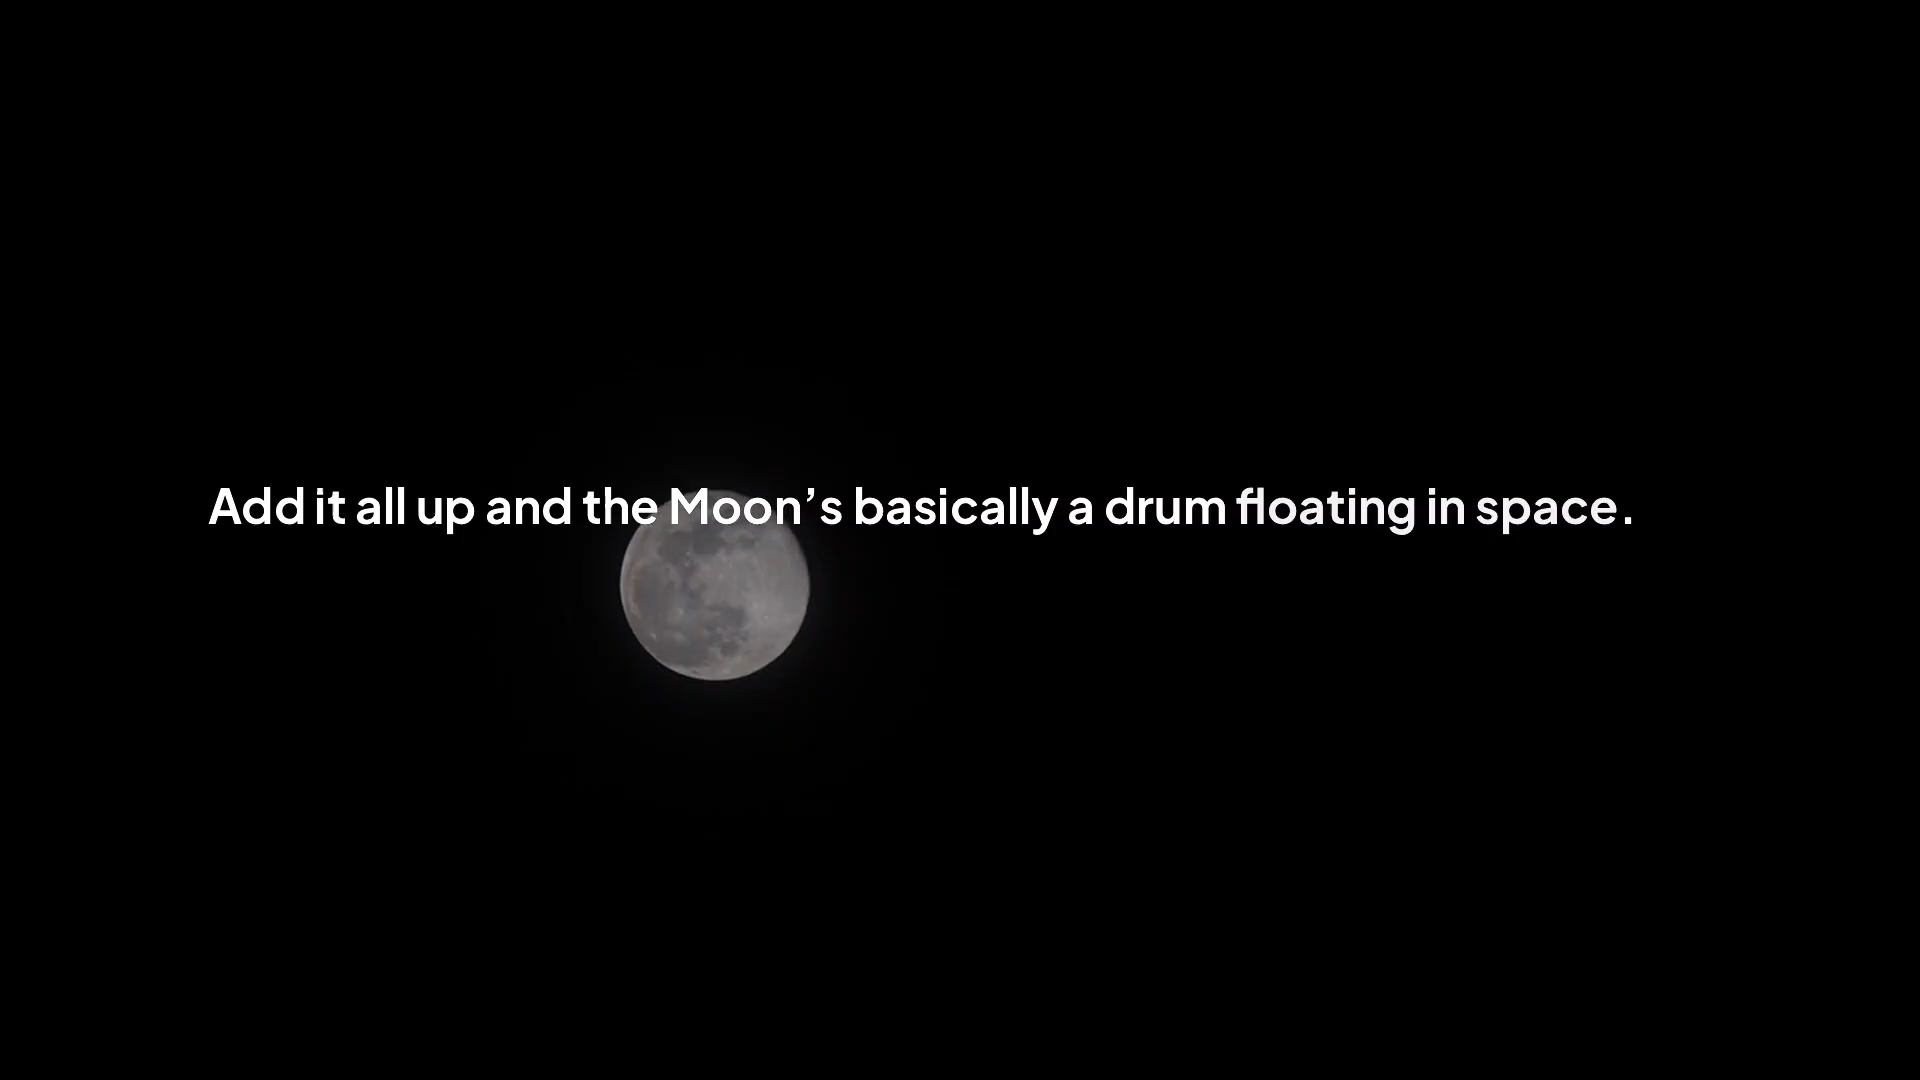 Add it all up and the Moon’s basically a drum floating in space.